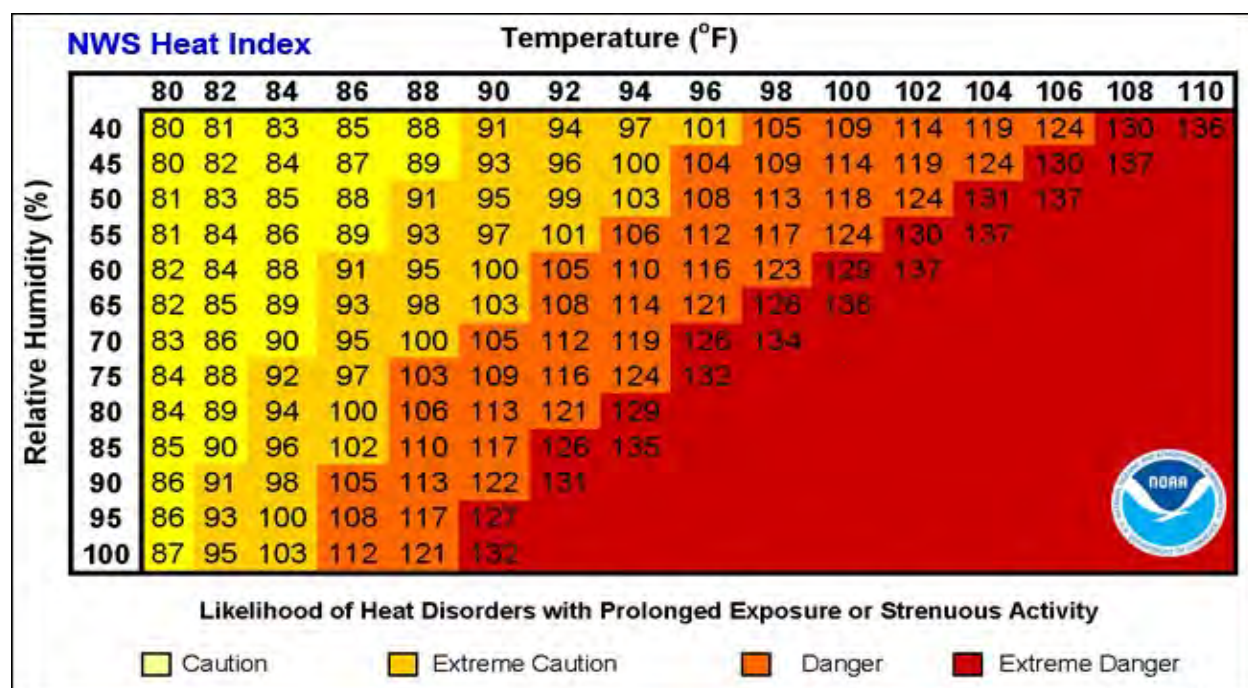 NWS Heat Index Temperature (°F)
80 82 84 86 88 90 92 94 96 98 100 102 104 106 108 110
Relative Humidity (%)
40 80 81 83 85 88 91 94 97 101 105 109 114 119 124 130 136
45 80 82 84 87 89 93 96 100 104 109 114 119 124 130 137
50 81 83 85 88 91 95 99 103 108 113 118 124 131 137
55 81 84 86 89 93 97 101 106 112 117 124 130 137
60 82 84 88 91 95 100 105 110 116 123 129 137
65 82 85 89 93 98 103 108 114 121 128 136
70 83 86 90 95 100 105 112 119 126 134
75 84 88 92 97 103 109 116 124 132
80 84 89 94 100 106 113 121 129
85 85 90 96 102 110 117 126 135
90 86 91 98 105 113 122 131
95 86 93 100 108 117 127
100 87 95 103 112 121 132
NOAA
Likelihood of Heat Disorders with Prolonged Exposure or Strenuous Activity
Caution Extreme Caution Danger Extreme Danger